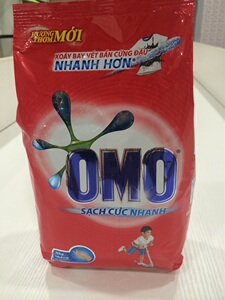 HƯƠNG
THƠM MỚI
XOÁY BAY VẾT BẨN CỨNG ĐẦU
NHANH HƠN*
OMO
SẠCH CỰC NHANH